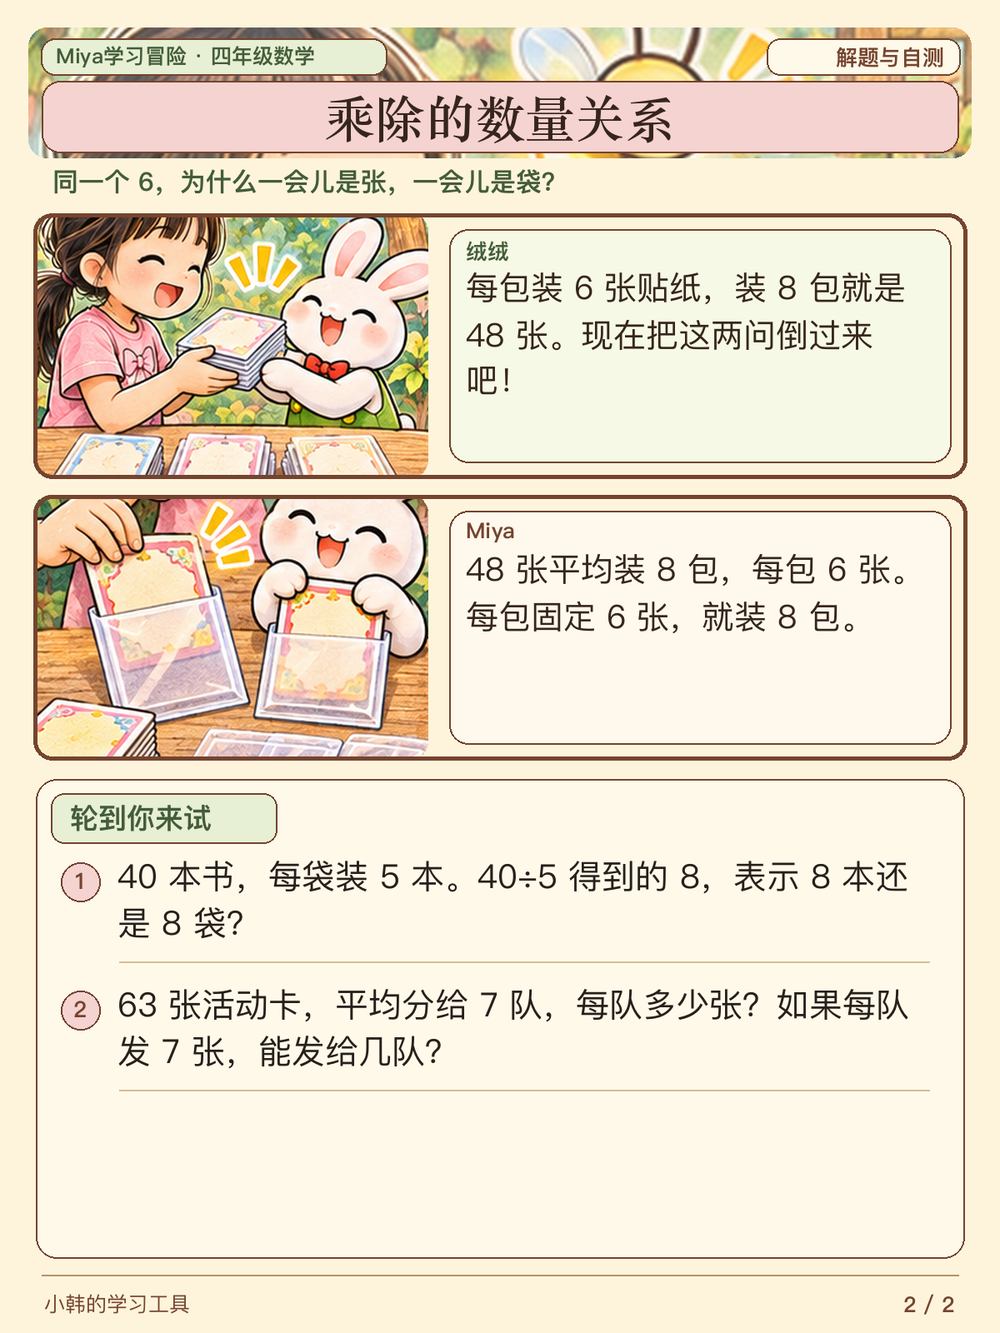 Miya学习冒险 · 四年级数学
解题与自测
乘除的数量关系
同一个 6，为什么一会儿是张，一会儿是袋？
绒绒
每包装 6 张贴纸，装 8 包就是
48 张。现在把这两问倒过来
吧！
Miya
48 张平均装 8 包，每包 6 张。
每包固定 6 张，就装 8 包。
轮到你来试
1 40 本书，每袋装 5 本。40÷5 得到的 8，表示 8 本还
是 8 袋？
2 63 张活动卡，平均分给 7 队，每队多少张？如果每队
发 7 张，能发给几队？
小韩的学习工具
2 / 2